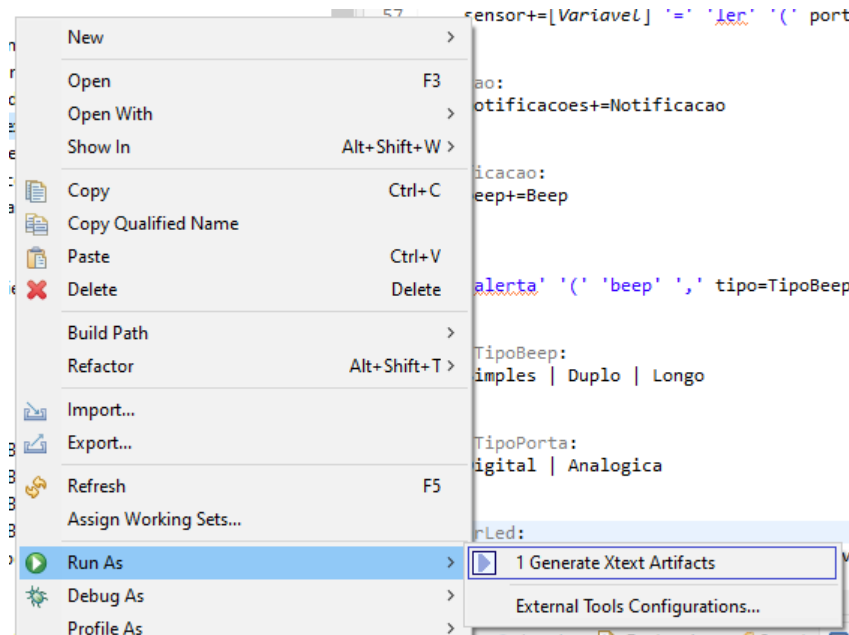 57 sensor+=[Variavel] '=' 'ler' '(' port
New
ao:
Open F3
otificacoes+=Notificacao
Open With
Show In Alt+Shift+W
icacao:
Copy Ctrl+C
eep+=Beep
Copy Qualified Name
Paste Ctrl+V
Delete Delete
alerta' '(' 'beep' ',' tipo=TipoBeep
Build Path
TipoBeep:
Refactor Alt+Shift+T
imples | Duplo | Longo
Import...
Export...
TipoPorta:
igital | Analogica
Refresh F5
Assign Working Sets...
rLed:
Run As
1 Generate Xtext Artifacts
Debug As
External Tools Configurations...
Profile As